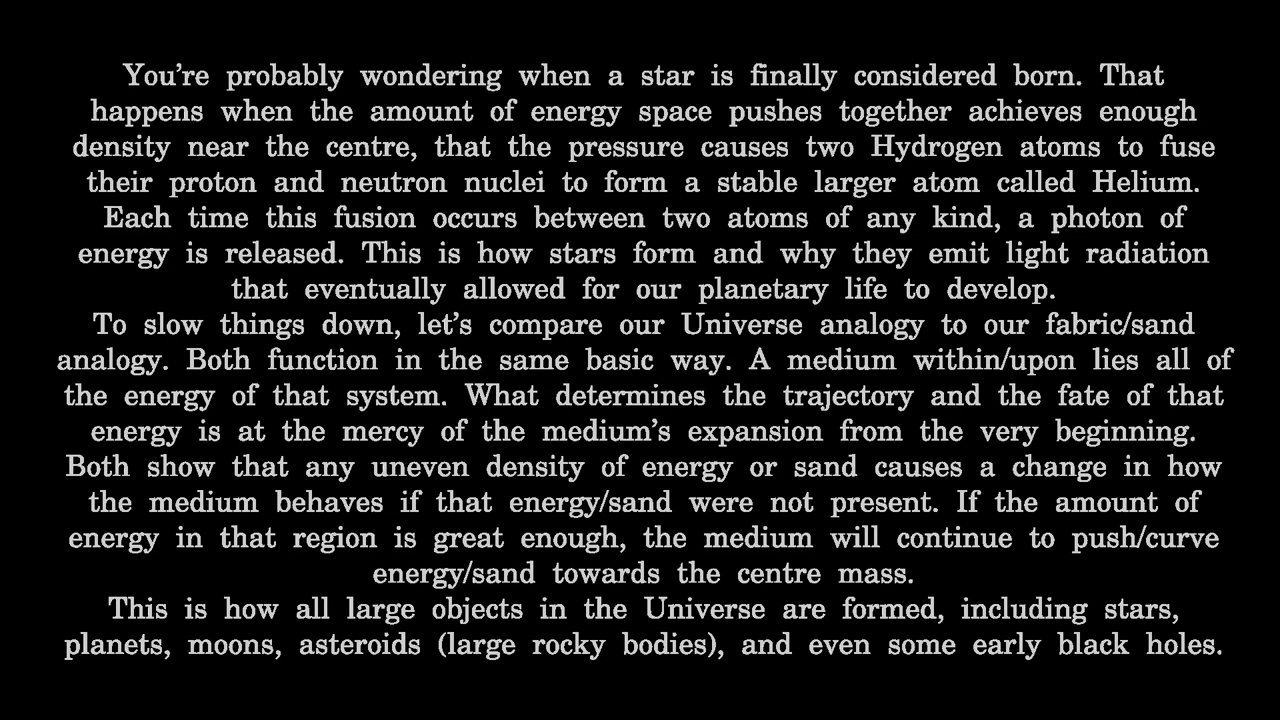 You’re probably wondering when a star is finally considered born. That
happens when the amount of energy space pushes together achieves enough
density near the centre, that the pressure causes two Hydrogen atoms to fuse
their proton and neutron nuclei to form a stable larger atom called Helium.
Each time this fusion occurs between two atoms of any kind, a photon of
energy is released. This is how stars form and why they emit light radiation
that eventually allowed for our planetary life to develop.
To slow things down, let’s compare our Universe analogy to our fabric/sand
analogy. Both function in the same basic way. A medium within/upon lies all of
the energy of that system. What determines the trajectory and the fate of that
energy is at the mercy of the medium’s expansion from the very beginning.
Both show that any uneven density of energy or sand causes a change in how
the medium behaves if that energy/sand were not present. If the amount of
energy in that region is great enough, the medium will continue to push/curve
energy/sand towards the centre mass.
This is how all large objects in the Universe are formed, including stars,
planets, moons, asteroids (large rocky bodies), and even some early black holes.